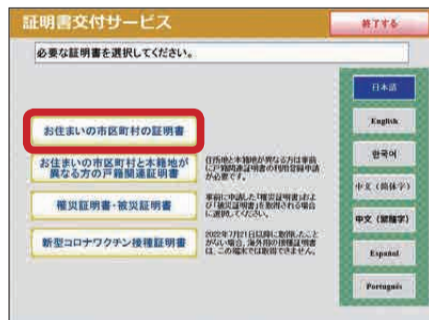 証明書交付サービス
終了する
必要な証明書を選択してください。
お住まいの市区町村の証明書
お住まいの市区町村と本籍地が
異なる方の戸籍関連証明書
住所地と本籍地が異なる方は事前
に戸籍関連証明書の利用登録申請
が必要です。
罹災証明書・被災証明書
事前に申請した「罹災証明書」およ
び「被災証明書」を取得される場合
に選択してください。
新型コロナワクチン接種証明書
2022年7月21日以降に取得したこと
がない場合、海外用の接種証明書
は、この端末では取得できません。
日本語
English
한국어
中文（简体字）
中文（繁體字）
Español
Português